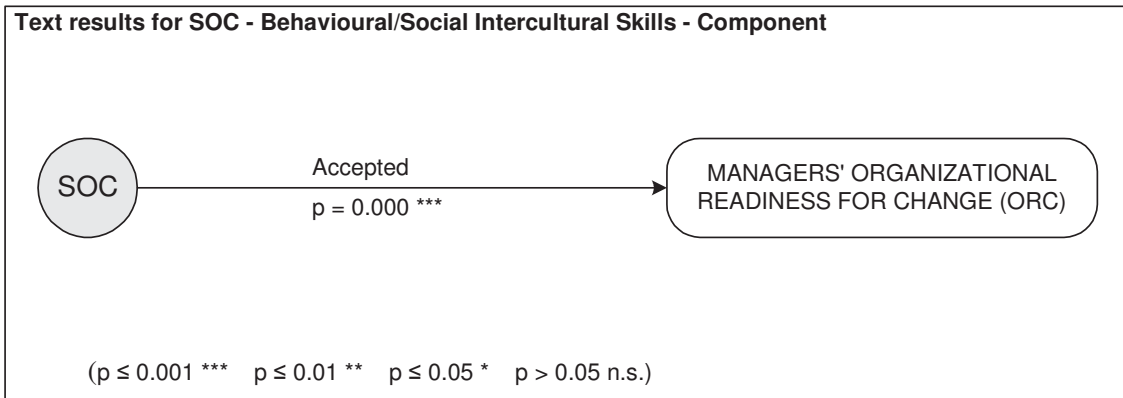 Text results for SOC - Behavioural/Social Intercultural Skills - Component
SOC
Accepted
p = 0.000 ***
MANAGERS' ORGANIZATIONAL
READINESS FOR CHANGE (ORC)
(p ≤ 0.001 *** p ≤ 0.01 ** p ≤ 0.05 * p > 0.05 n.s.)